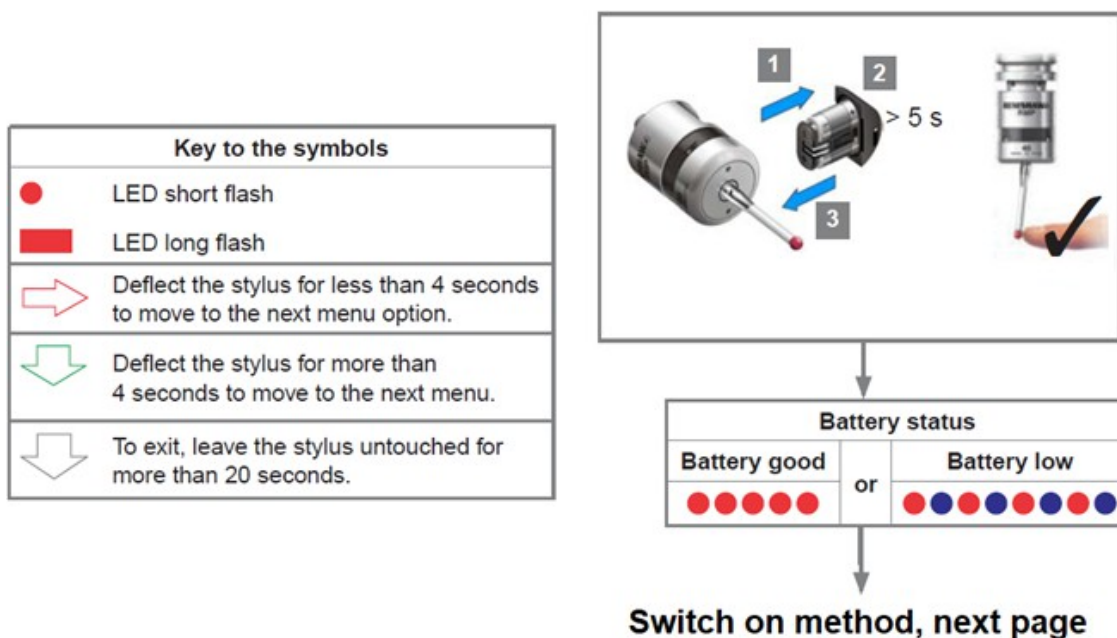 Key to the symbols
LED short flash
LED long flash
Deflect the stylus for less than 4 seconds
to move to the next menu option.
Deflect the stylus for more than
4 seconds to move to the next menu.
To exit, leave the stylus untouched for
more than 20 seconds.
1
2
> 5 s
3
Battery status
Battery good
or
Battery low
Switch on method, next page